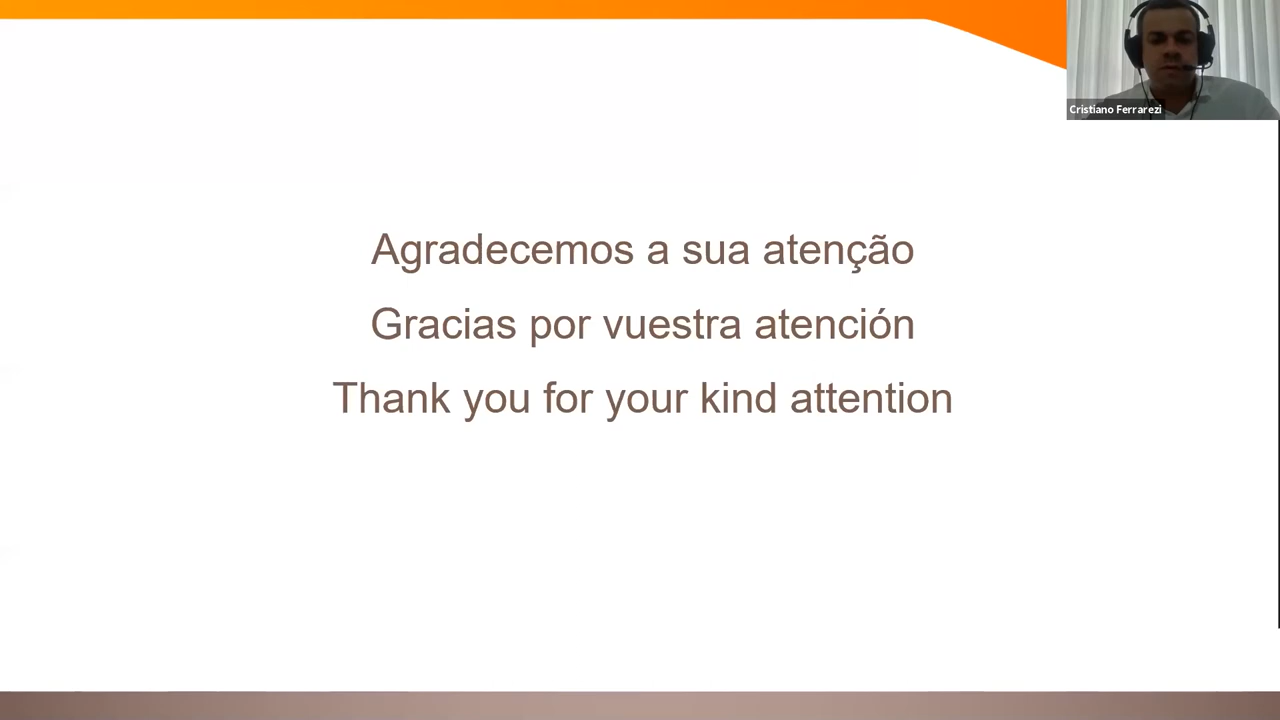 Cristiano Ferrarezi
Agradecemos a sua atenção
Gracias por vuestra atención
Thank you for your kind attention